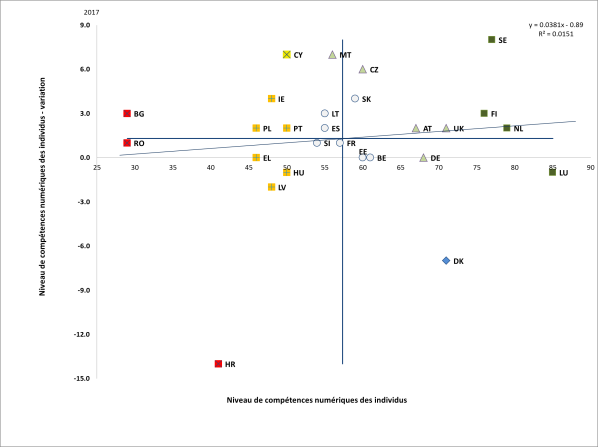 2017
y = 0.0381x - 0.89
R² = 0.0151
9.0
SE
CY
MT
6.0
CZ
IE
SK
3.0
BG
LT
FI
PL
PT
ES
AT
UK
NL
RO
SI
FR
EE
0.0
EL
BE
DE
25 35 40 45 50 55 60 65 70 75 80 85 90
HU
LU
LV
-3.0
-6.0
DK
-9.0
-12.0
HR
-15.0
Niveau de compétences numériques des individus - variation
Niveau de compétences numériques des individus